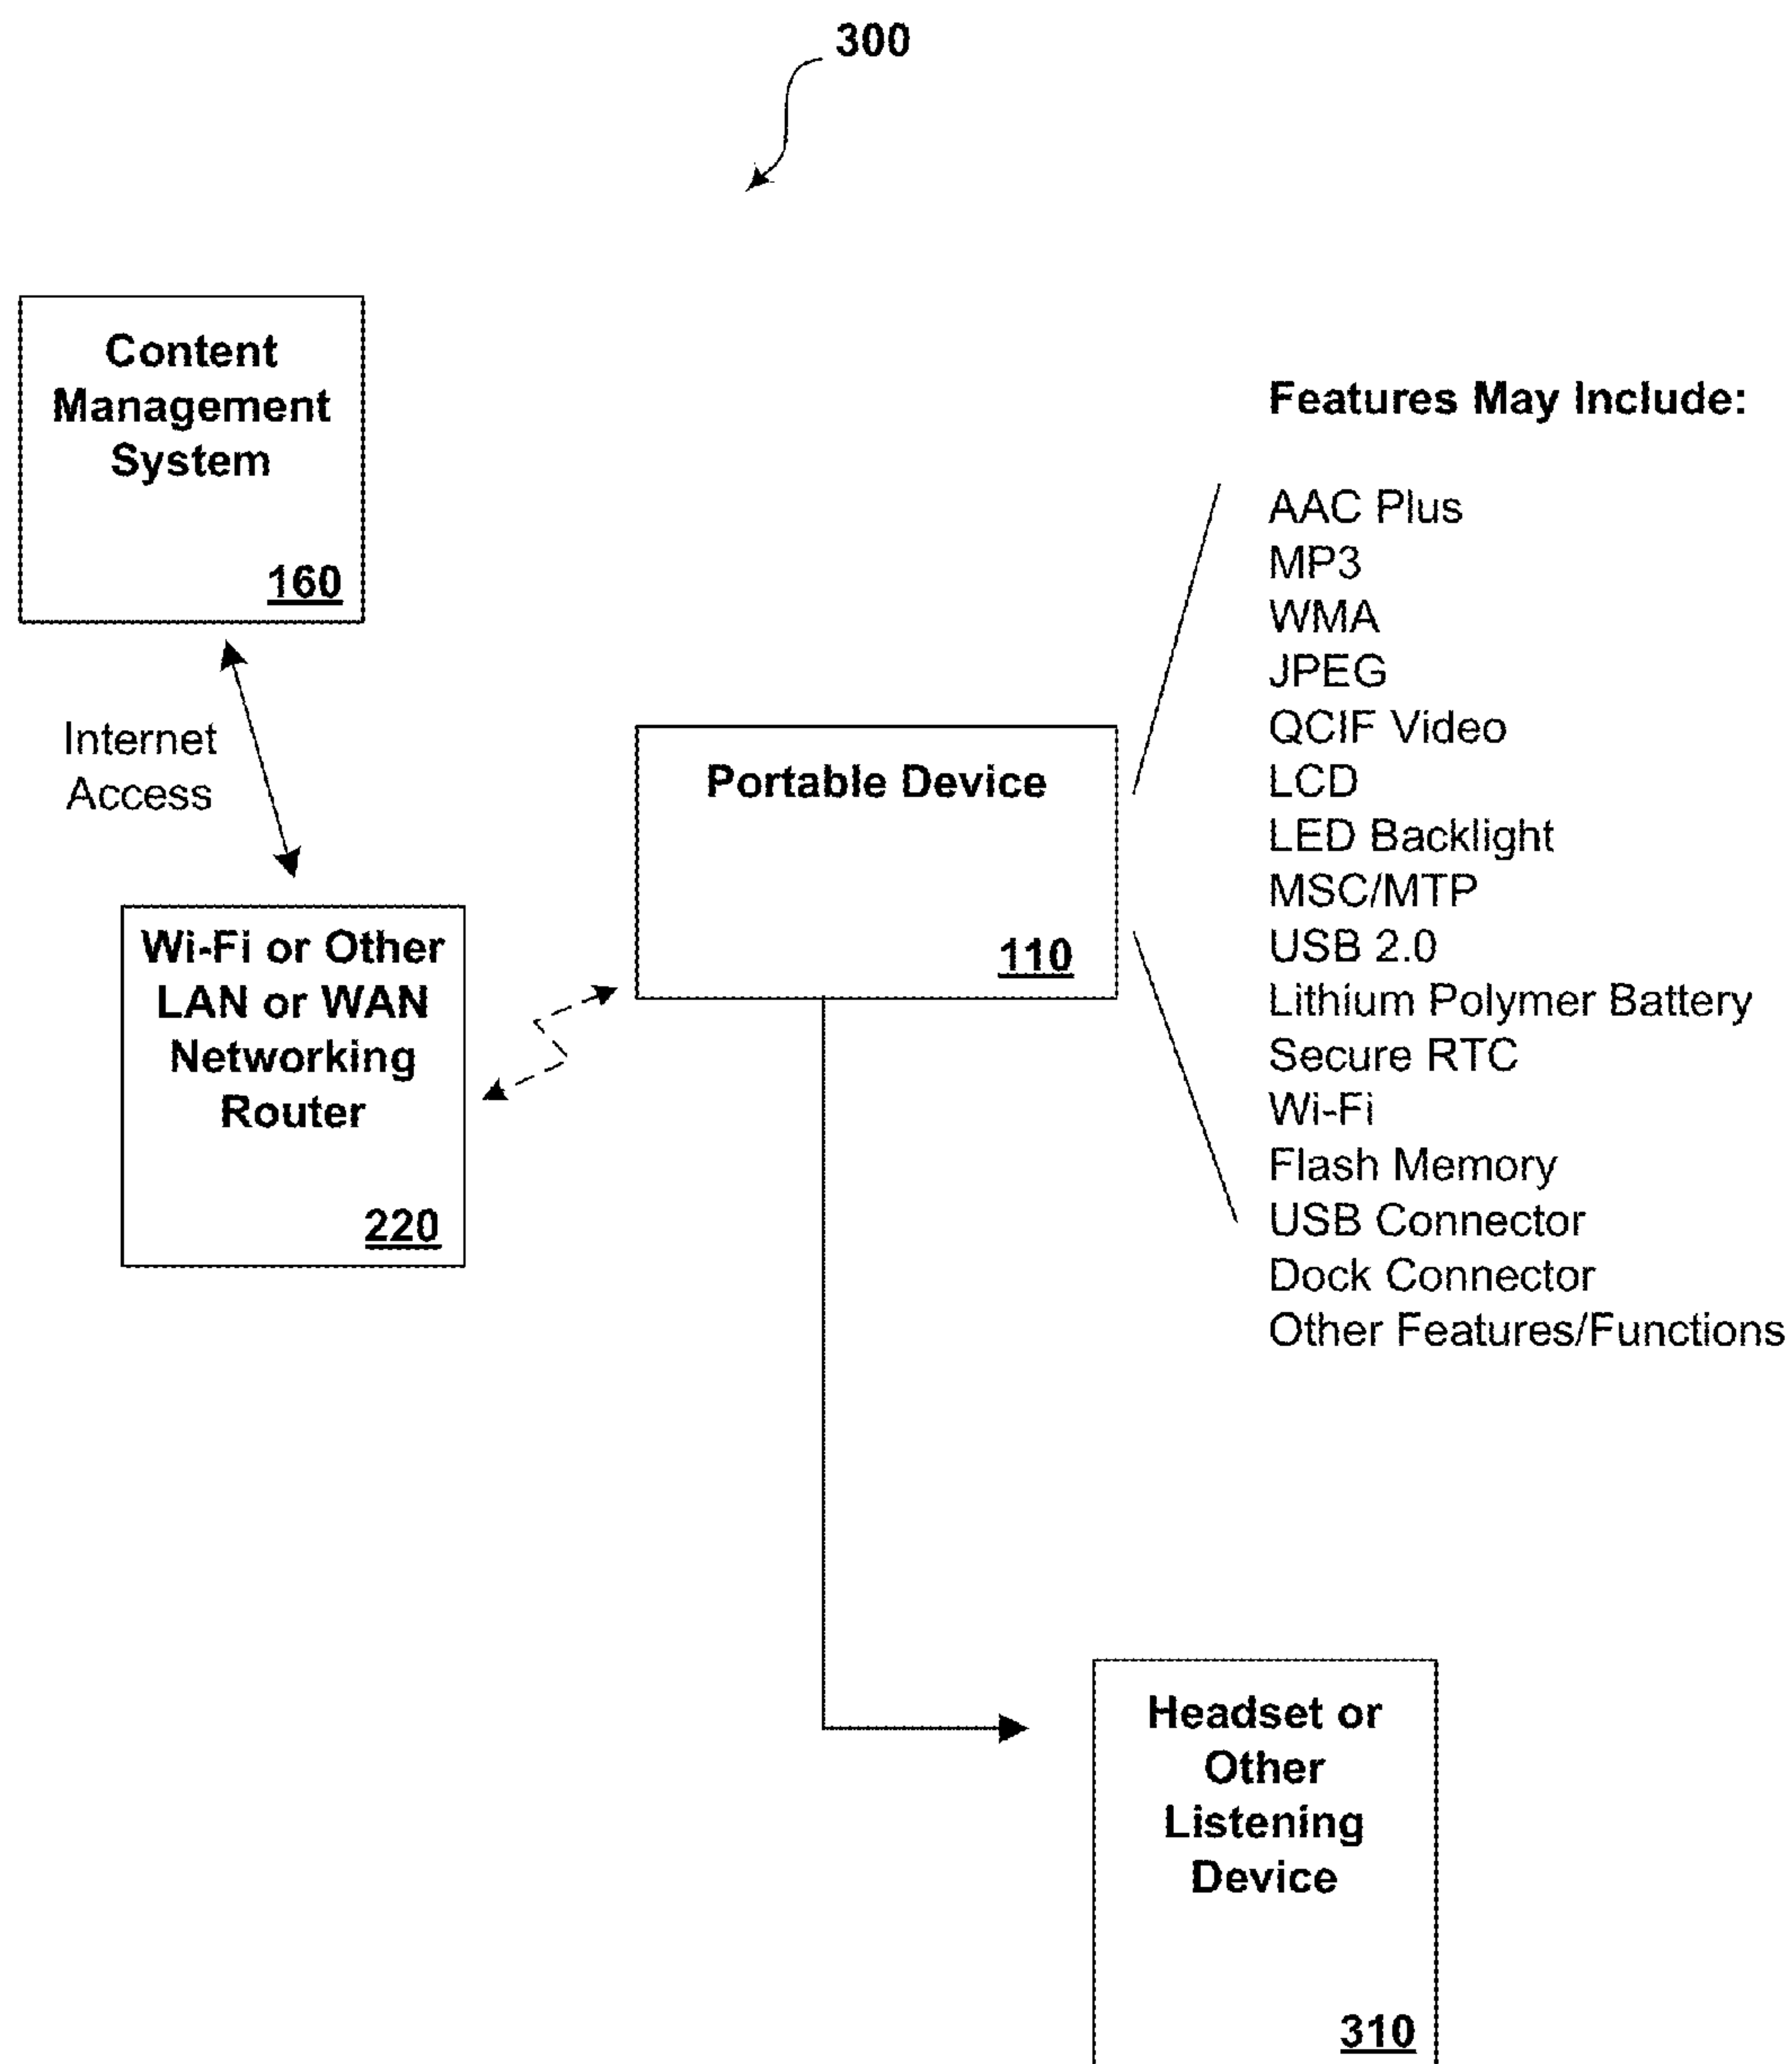 300
Content
Management
System
160
Internet
Access
Wi-Fi or Other
LAN or WAN
Networking
Router
220
Portable Device
110
Features May Include:
AAC Plus
MP3
WMA
JPEG
QCIF Video
LCD
LED Backlight
MSC/MTP
USB 2.0
Lithium Polymer Battery
Secure RTC
Wi-Fi
Flash Memory
USB Connector
Dock Connector
Other Features/Functions
Headset or
Other
Listening
Device
310